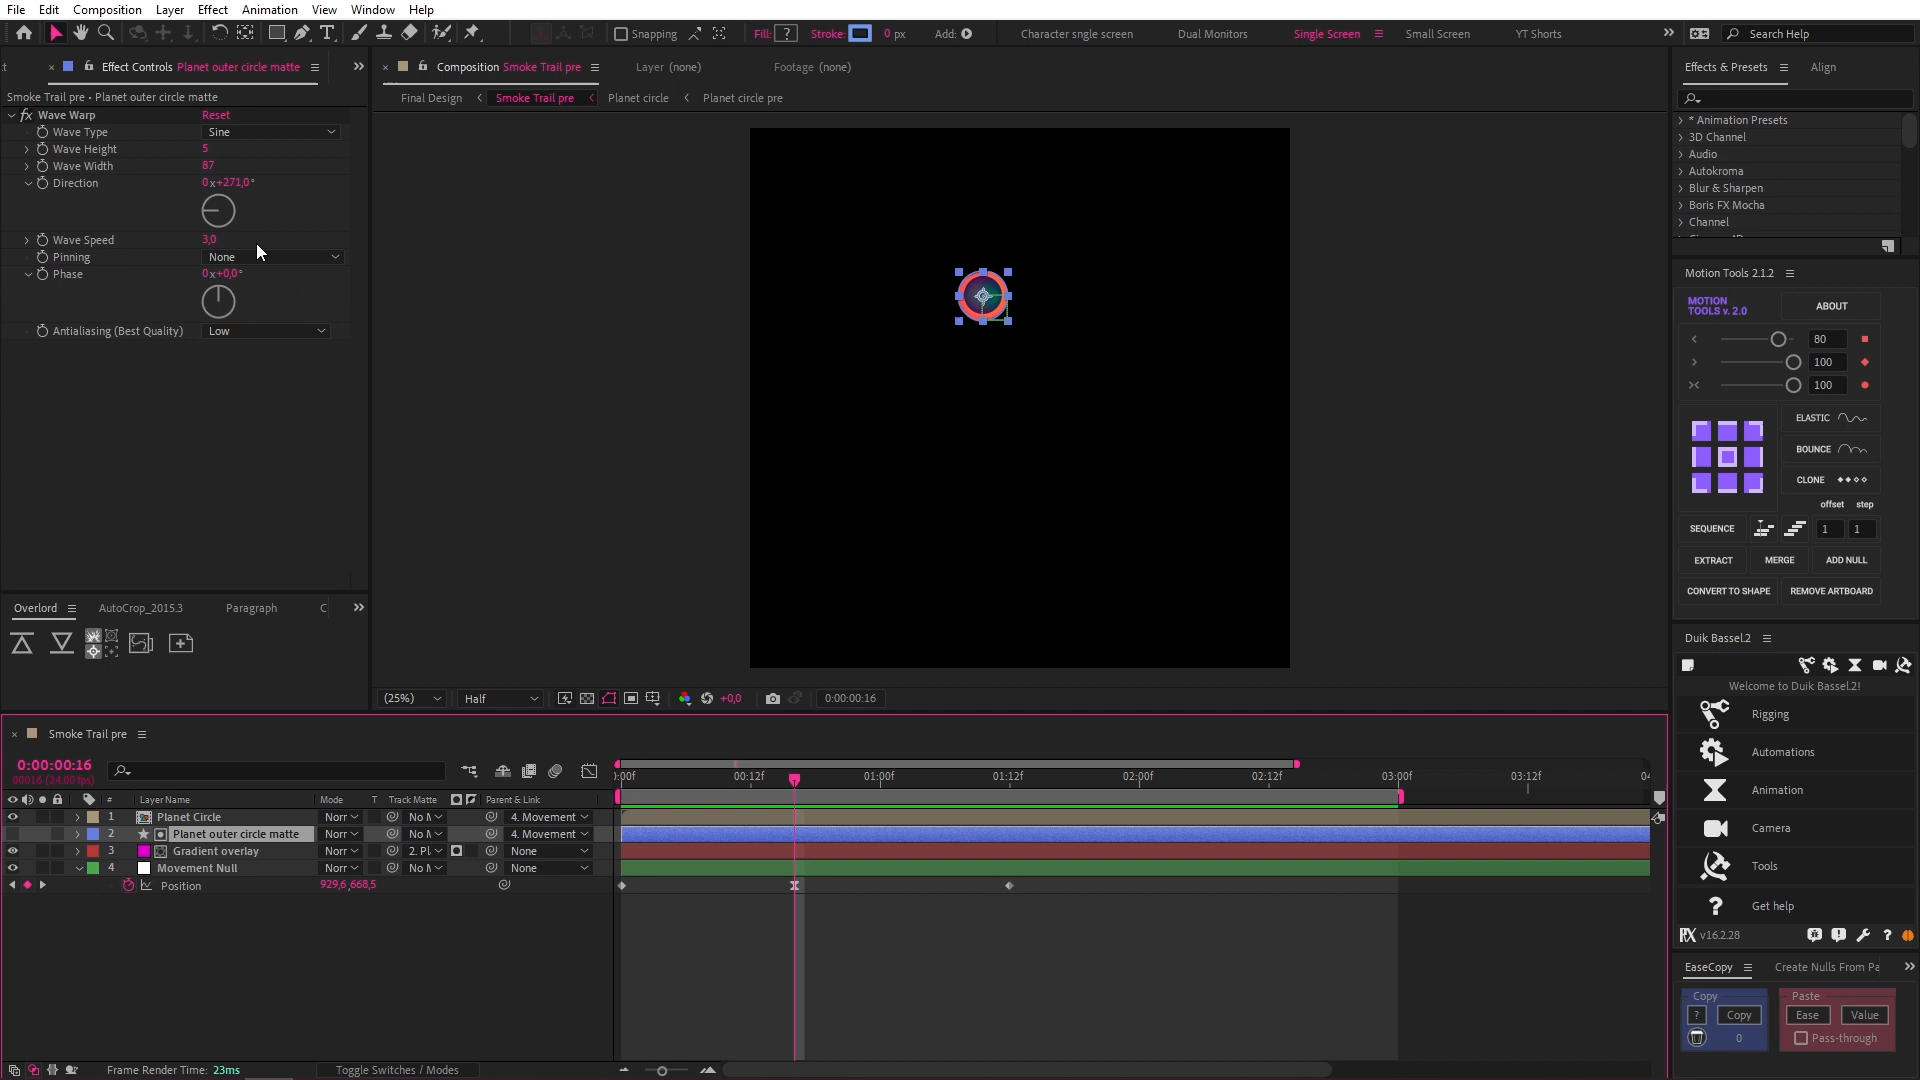 File Edit Composition Layer Effect Animation View Window Help
Snapping Fill: ? Stroke: 0 px Add: Character sngle screen Dual Monitors Single Screen Small Screen YT Shorts Search Help
Effect Controls Planet outer circle matte
Smoke Trail pre • Planet outer circle matte
fx Wave Warp Reset
Wave Type Sine
Wave Height 5
Wave Width 87
Direction 0x+271,0°
Wave Speed 3,0
Pinning None
Phase 0x+0,0°
Antialiasing (Best Quality) Low
Overlord AutoCrop_2015.3 Paragraph C
Composition Smoke Trail pre Layer (none) Footage (none)
Final Design Smoke Trail pre Planet circle Planet circle pre
(25%) Half +0,0 0:00:00:16
Effects & Presets Align
* Animation Presets
3D Channel
Audio
Autokroma
Blur & Sharpen
Boris FX Mocha
Channel
Motion Tools 2.1.2
MOTION TOOLS v. 2.0 ABOUT
80
100
100
ELASTIC
BOUNCE
CLONE
offset step
SEQUENCE 1 1
EXTRACT MERGE ADD NULL
CONVERT TO SHAPE REMOVE ARTBOARD
Duik Bassel.2
Welcome to Duik Bassel.2!
Rigging
Automations
Animation
Camera
Tools
Get help
v16.2.28
EaseCopy Create Nulls From Pa
Copy Paste
? Copy Ease Value
0 Pass-through
Smoke Trail pre
0:00:00:16
00016 (24.00 fps)
:00f 00:12f 01:00f 01:12f 02:00f 02:12f 03:00f 03:12f 04
# Layer Name Mode T Track Matte Parent & Link
1 Planet Circle Norr No M 4. Movement
2 Planet outer circle matte Norr No M 4. Movement
3 Gradient overlay Norr 2. Pl None
4 Movement Null Norr No M None
Position 929,6,668,5
Frame Render Time: 23ms Toggle Switches / Modes